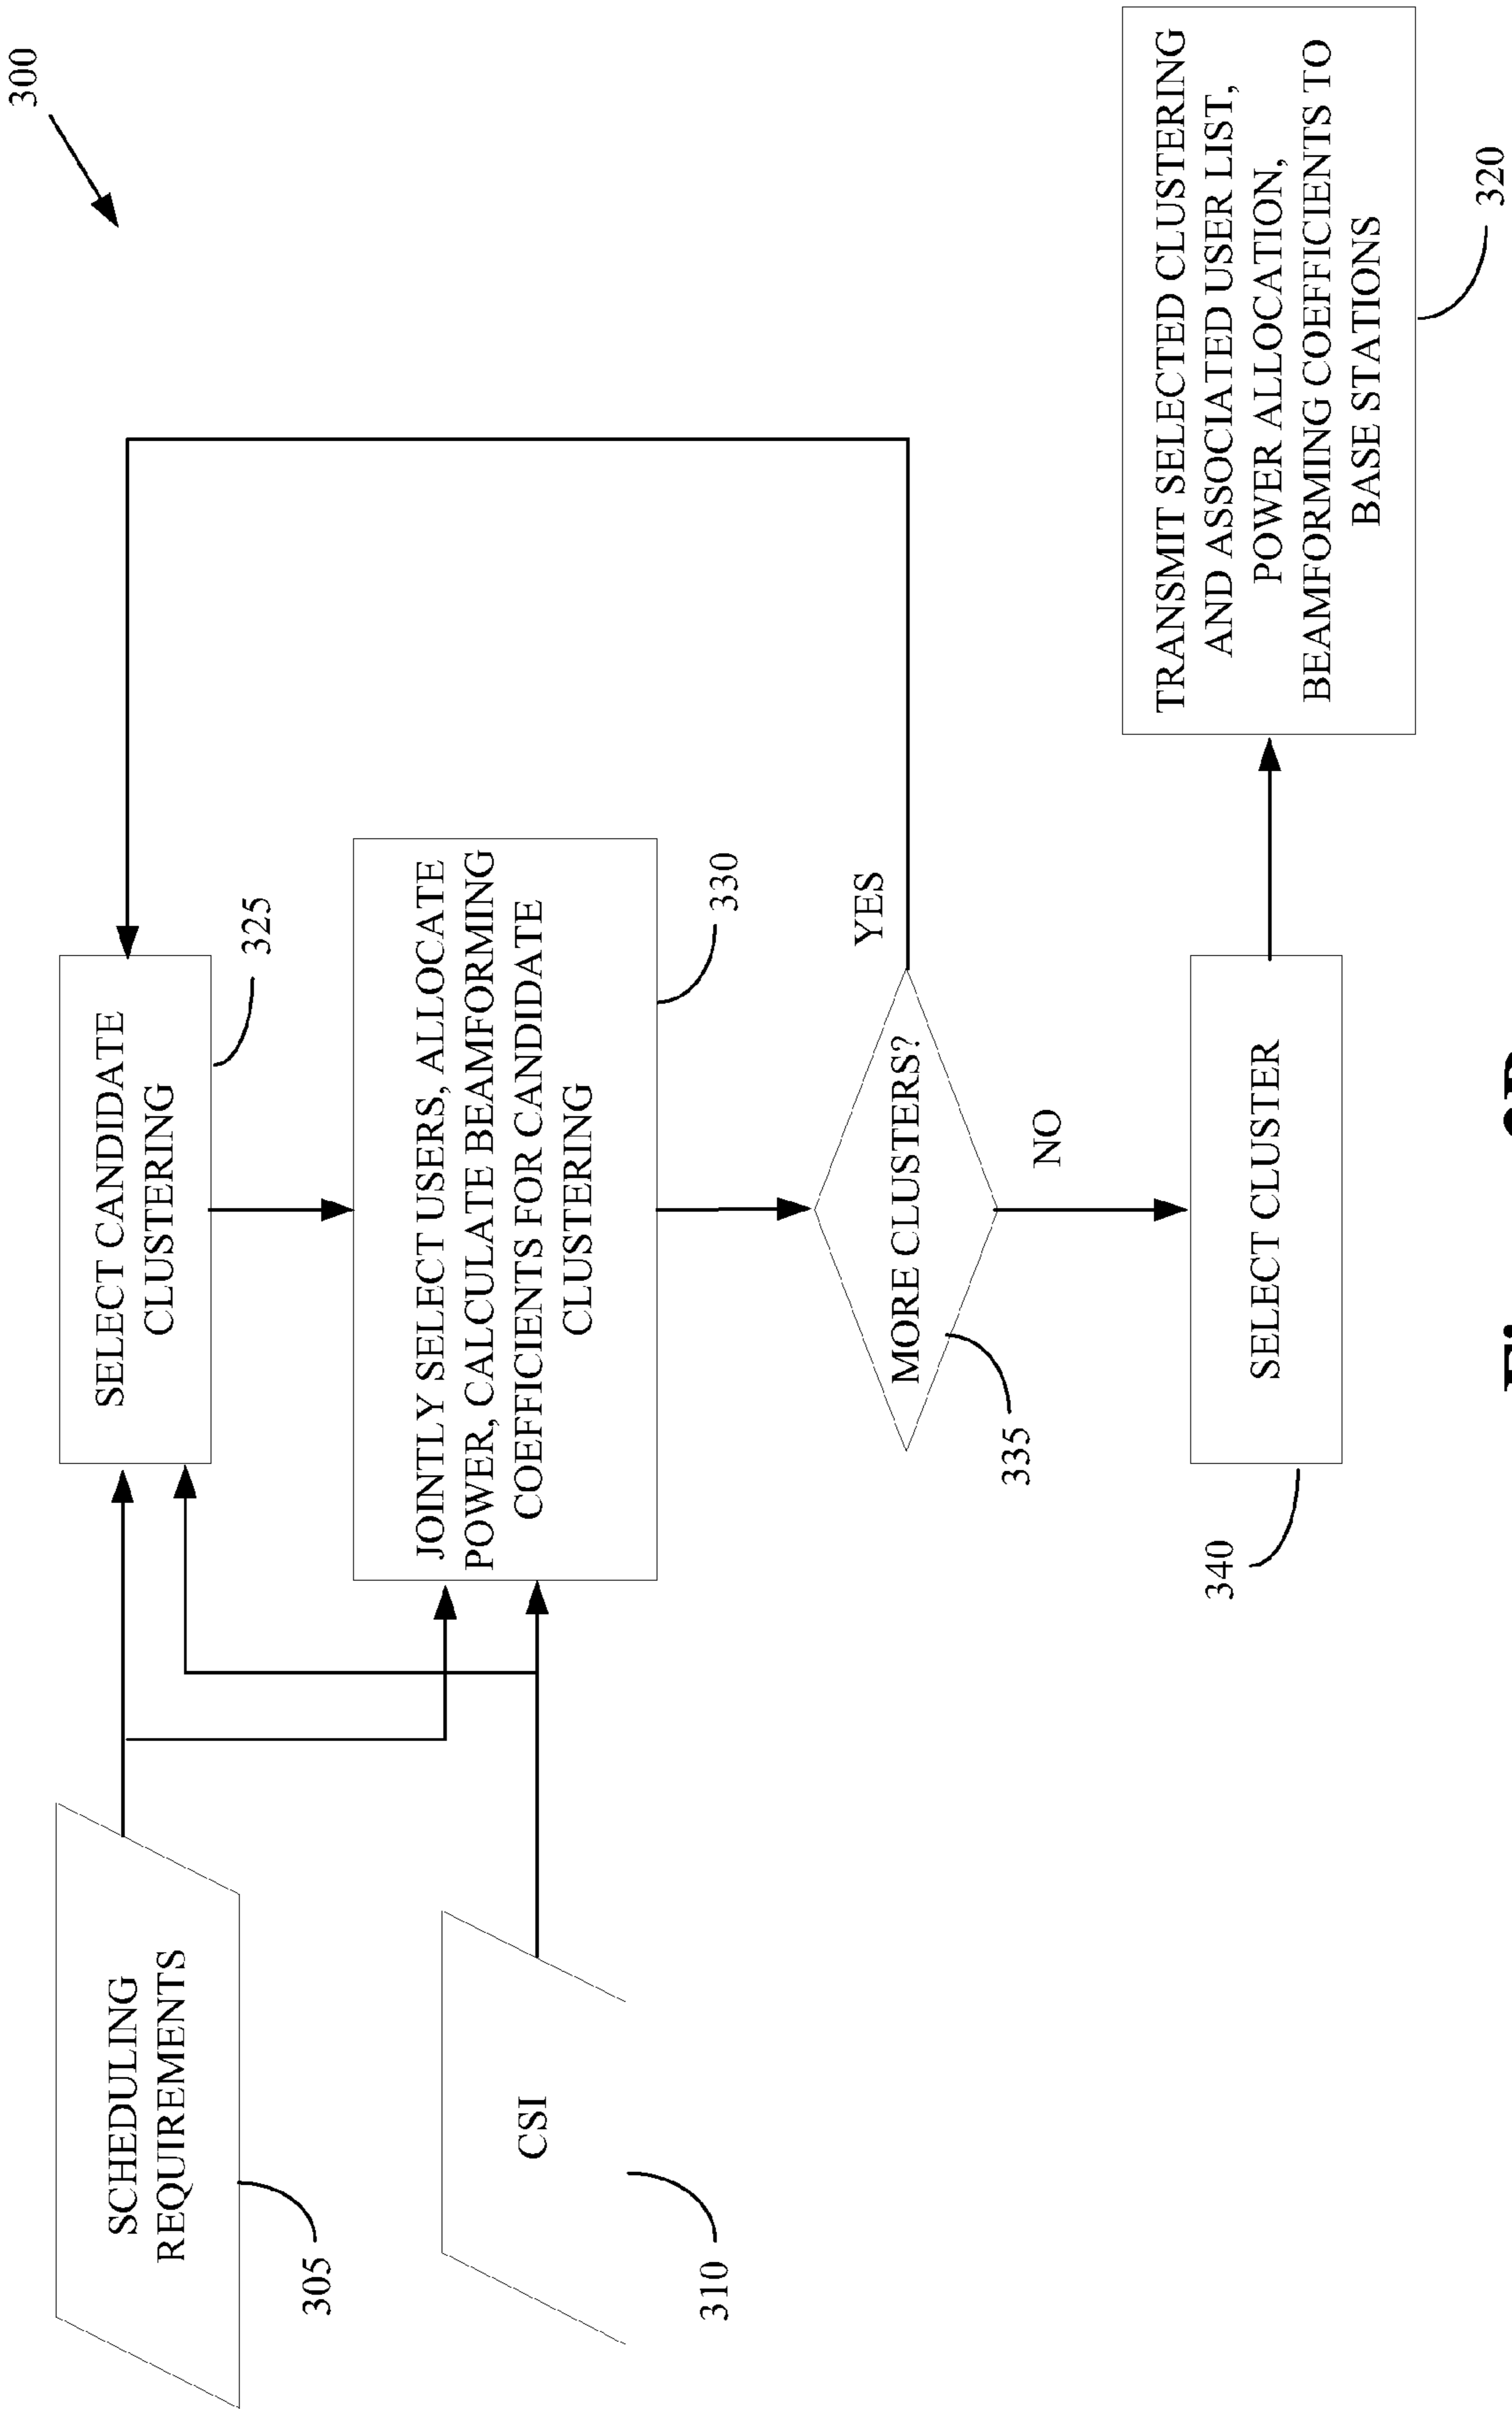 300
SCHEDULING
REQUIREMENTS
305
SELECT CANDIDATE
CLUSTERING
325
CSI
310
JOINTLY SELECT USERS, ALLOCATE
POWER, CALCULATE BEAMFORMING
COEFFICIENTS FOR CANDIDATE
CLUSTERING
330
MORE CLUSTERS?
335
YES
NO
SELECT CLUSTER
340
TRANSMIT SELECTED CLUSTERING
AND ASSOCIATED USER LIST,
POWER ALLOCATION,
BEAMFORMING COEFFICIENTS TO
BASE STATIONS
320